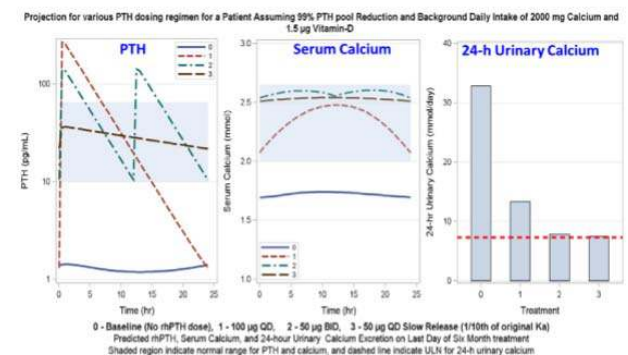 Projection for various PTH dosing regimen for a Patient Assuming 99% PTH pool Reduction and Background Daily Intake of 2000 mg Calcium and
1.5 µg Vitamin-D
PTH
Serum Calcium
24-h Urinary Calcium
PTH (pg/mL)
100
10
1
0
1
2
3
0 5 10 15 20 25
Time (hr)
Serum Calcium (mmol)
3.0
2.5
2.0
1.5
1.0
0
1
2
3
0 5 10 15 20 25
Time (hr)
24-hr Urinary Calcium (mmol/day)
40
30
20
10
0
0 1 2 3
Treatment
0 - Baseline (No rhPTH dose), 1 - 100 µg QD, 2 - 50 µg BID, 3 - 50 µg QD Slow Release (1/10th of original Ka)
Predicted rhPTH, Serum Calcium, and 24-hour Urinary Calcium Excretion on Last Day of Six Month treatment
Shaded region indicate normal range for PTH and calcium, and dashed line indicate ULN for 24-h urinary calcium